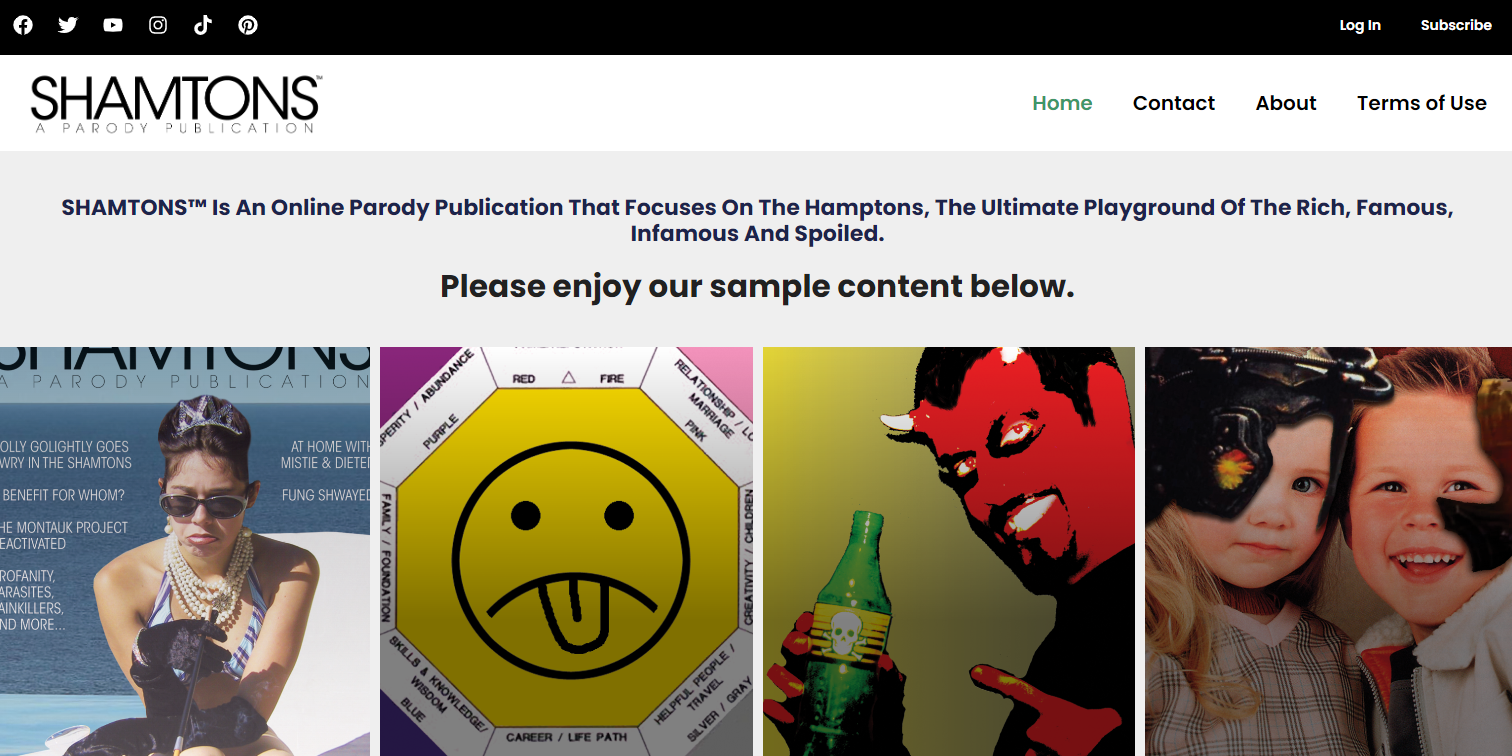 Log In
Subscribe
SHAMTONS™
A PARODY PUBLICATION
Home
Contact
About
Terms of Use
SHAMTONS™ Is An Online Parody Publication That Focuses On The Hamptons, The Ultimate Playground Of The Rich, Famous,
Infamous And Spoiled.
Please enjoy our sample content below.
SHAMTONS
A PARODY PUBLICATION
OLLY GOLIGHTLY GOES
WRY IN THE SHAMTONS
BENEFIT FOR WHOM?
HE MONTAUK PROJECT
EACTIVATED
ROFANITY,
ARASITES,
AINKILLERS,
ND MORE...
AT HOME WITH
MISTIE & DIETER
FUNG SHWAYED
RED
FIRE
PERITY / ABUNDANCE
PURPLE
RELATIONSHIP / LO
MARRIAGE
PINK
FAMILY / FOUNDATION
CREATIVITY / CHILDREN
SKILLS & KNOWLEDGE/
WISDOM
BLUE
HELPFUL PEOPLE /
TRAVEL
SILVER / GRAY
CAREER / LIFE PATH